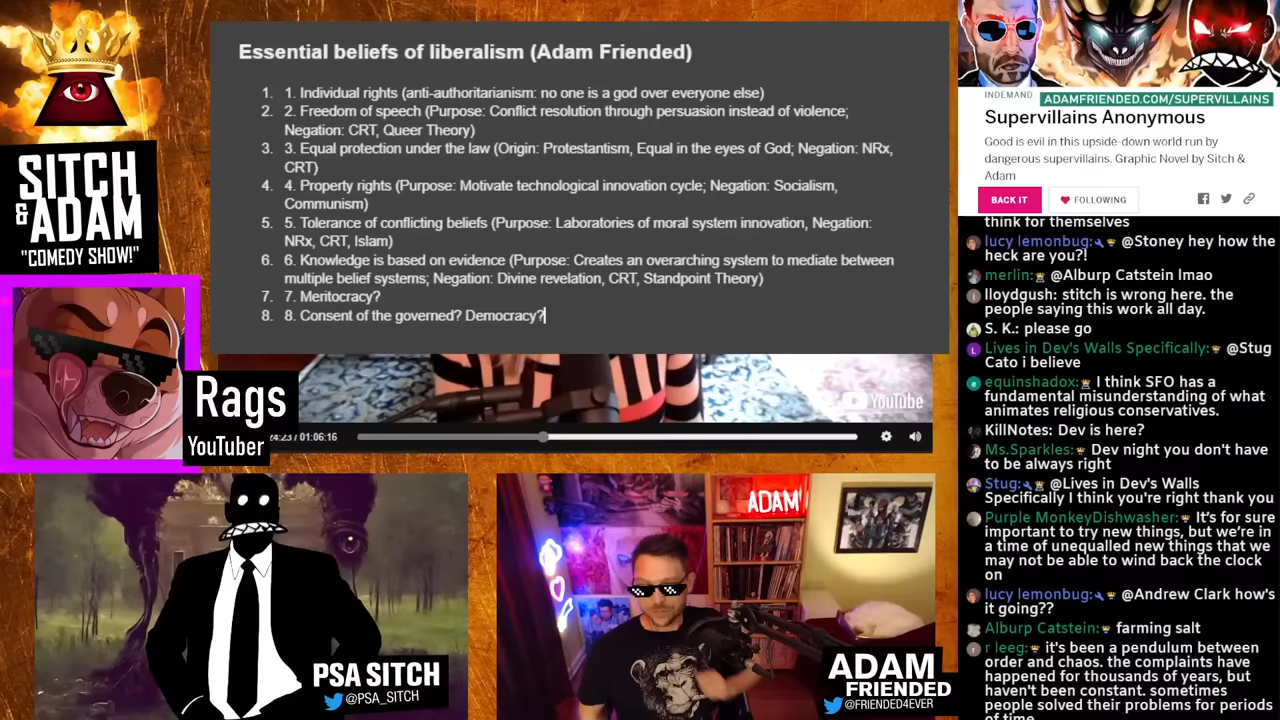 Essential beliefs of liberalism (Adam Friended)
1. 1. Individual rights (anti-authoritarianism: no one is a god over everyone else)
2. 2. Freedom of speech (Purpose: Conflict resolution through persuasion instead of violence;
Negation: CRT, Queer Theory)
3. 3. Equal protection under the law (Origin: Protestantism, Equal in the eyes of God; Negation: NRx,
CRT)
4. 4. Property rights (Purpose: Motivate technological innovation cycle; Negation: Socialism,
Communism)
5. 5. Tolerance of conflicting beliefs (Purpose: Laboratories of moral system innovation, Negation:
NRx, CRT, Islam)
6. 6. Knowledge is based on evidence (Purpose: Creates an overarching system to mediate between
multiple belief systems; Negation: Divine revelation, CRT, Standpoint Theory)
7. 7. Meritocracy?
8. 8. Consent of the governed? Democracy?
SITCH
& ADAM
"COMEDY SHOW!"
Rags
YouTuber
YouTube
24:23 / 01:06:16
PSA SITCH
@PSA_SITCH
ADAM
ADAM
FRIENDED
@FRIENDED4EVER
INDEMAND
ADAMFRIENDED.COM/SUPERVILLAINS
Supervillains Anonymous
Good is evil in this upside-down world run by
dangerous supervillains. Graphic Novel by Sitch &
Adam
BACK IT
FOLLOWING
think for themselves
lucy lemonbug: @Stoney hey how the
heck are you?!
merlin: @Alburp Catstein lmao
lloydgush: stitch is wrong here. the
people saying this work all day.
S. K.: please go
Lives in Dev's Walls Specifically: @Stug
Cato i believe
equinshadox: I think SFO has a
fundamental misunderstanding of what
animates religious conservatives.
KillNotes: Dev is here?
Ms.Sparkles: Dev night you don't have
to be always right
Stug: @Lives in Dev's Walls
Specifically I think you're right thank you
Purple MonkeyDishwasher: It's for sure
important to try new things, but we're in
a time of unequalled new things that we
may not be able to wind back the clock
on
lucy lemonbug: @Andrew Clark how's
it going??
Alburp Catstein: farming salt
r leeg: it's been a pendulum between
order and chaos. the complaints have
happened for thousands of years, but
haven't been constant. sometimes
people solved their problems for periods
of time